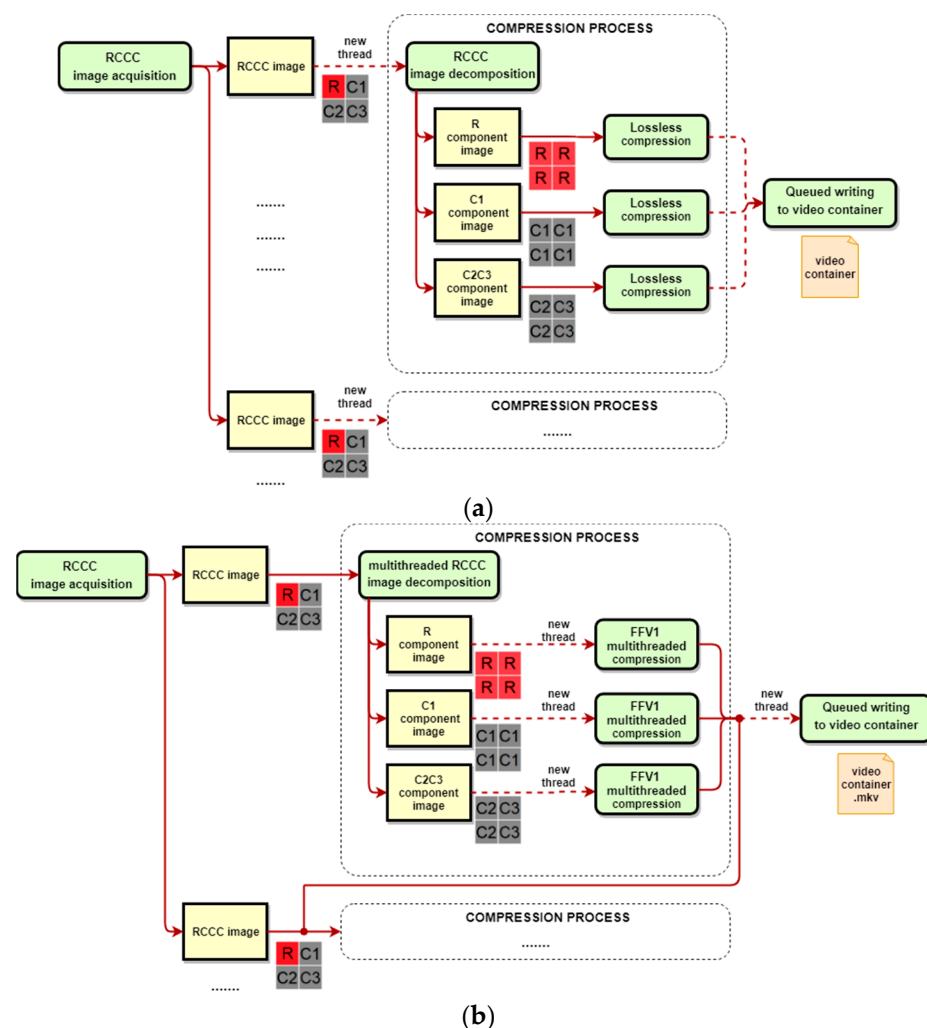 COMPRESSION PROCESS
RCCC
image acquisition
RCCC image
new
thread
R C1
C2 C3
RCCC
image decomposition
R
component
image
R R
R R
Lossless
compression
C1
component
image
C1 C1
C1 C1
Lossless
compression
C2C3
component
image
C2 C3
C2 C3
Lossless
compression
Queued writing
to video container
video
container
.......
.......
.......
RCCC image
new
thread
R C1
C2 C3
.......
COMPRESSION PROCESS
.......
(a)
COMPRESSION PROCESS
RCCC
image acquisition
RCCC image
R C1
C2 C3
multithreaded RCCC
image decomposition
R
component
image
R R
R R
new
thread
FFV1
multithreaded
compression
C1
component
image
C1 C1
C1 C1
new
thread
FFV1
multithreaded
compression
C2C3
component
image
C2 C3
C2 C3
new
thread
FFV1
multithreaded
compression
new
thread
Queued writing
to video container
video
container
.mkv
RCCC image
R C1
C2 C3
.......
COMPRESSION PROCESS
.......
(b)